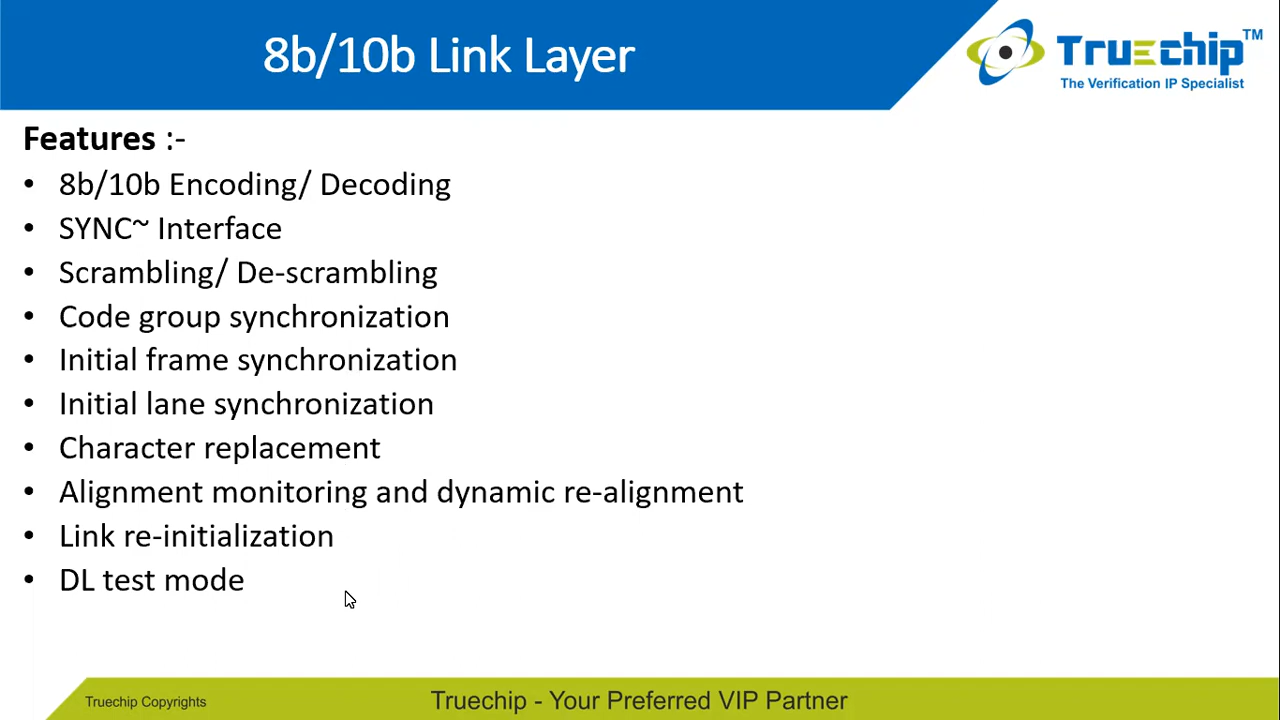 8b/10b Link Layer
Truechip™
The Verification IP Specialist
Features :-
• 8b/10b Encoding/ Decoding
• SYNC~ Interface
• Scrambling/ De-scrambling
• Code group synchronization
• Initial frame synchronization
• Initial lane synchronization
• Character replacement
• Alignment monitoring and dynamic re-alignment
• Link re-initialization
• DL test mode
Truechip Copyrights
Truechip - Your Preferred VIP Partner